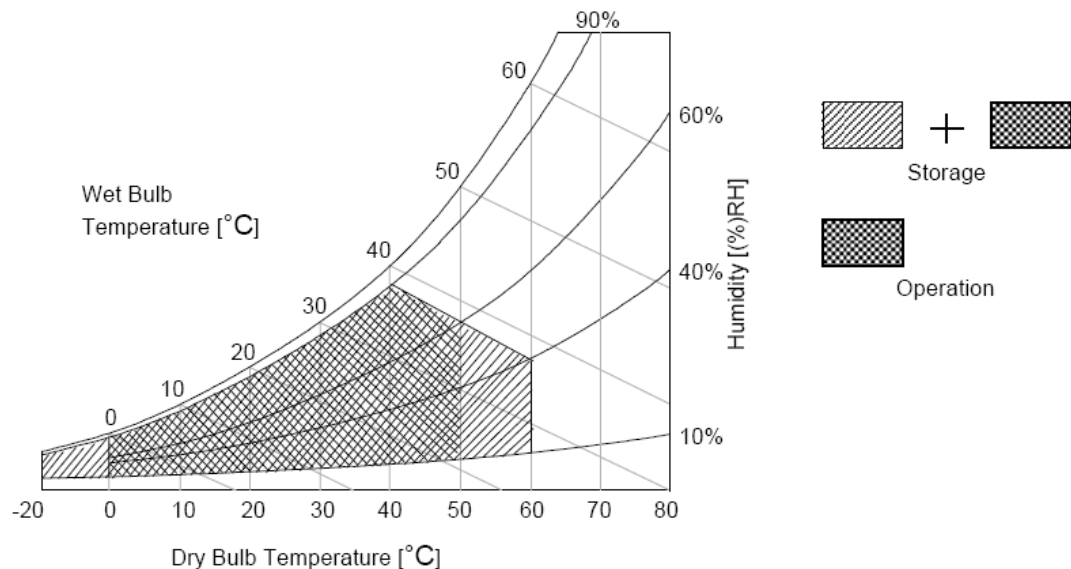 90%
60
60%
50
Storage
Wet Bulb
Temperature [°C]
40
40%
Humidity [(%)RH]
Operation
30
20
10
0
10%
-20 0 10 20 30 40 50 60 70 80
Dry Bulb Temperature [°C]